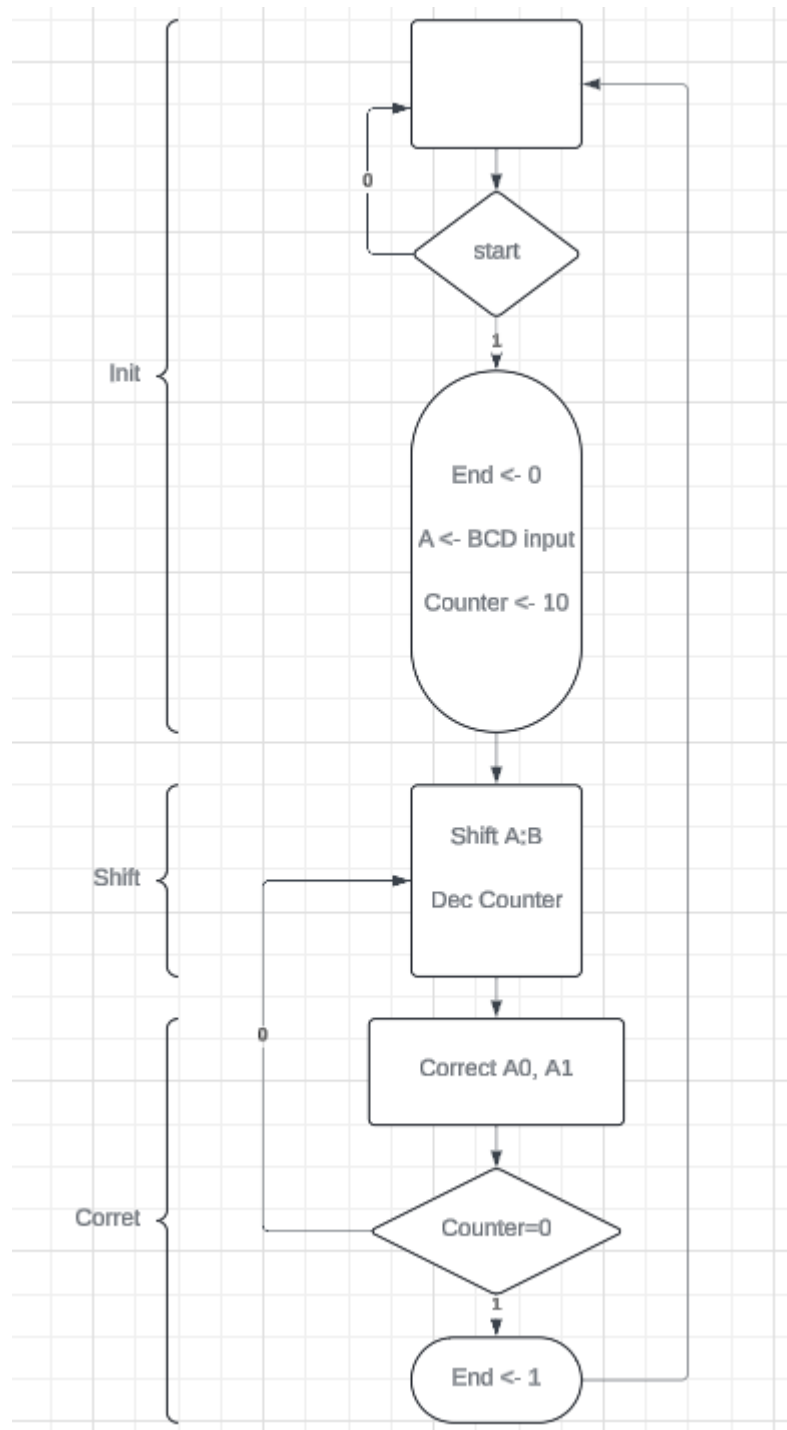 0
start
1
Init
End <- 0
A <- BCD input
Counter <- 10
Shift
Shift A:B
Dec Counter
0
Correct A0, A1
Corret
Counter=0
1
End <- 1